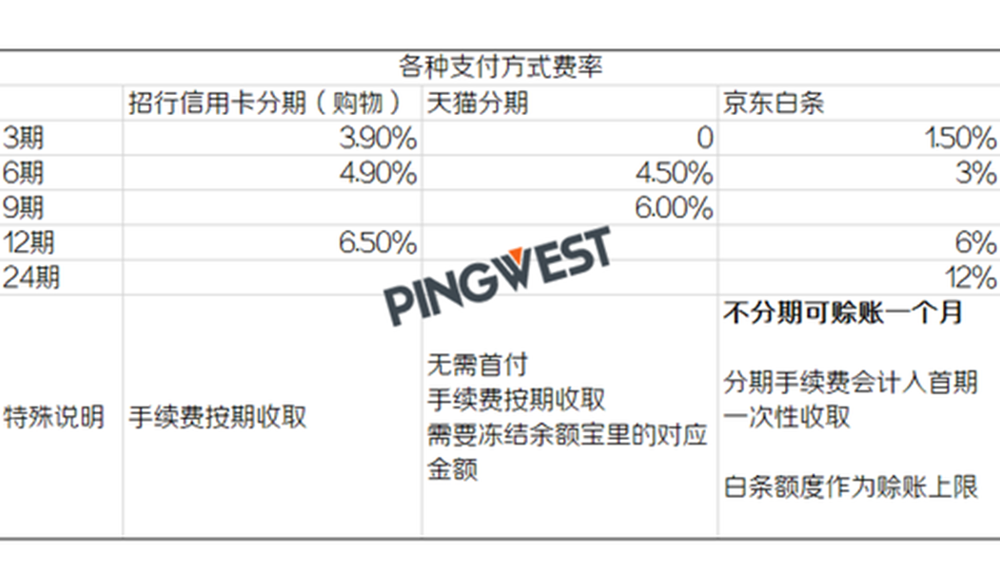 各种支付方式费率
招行信用卡分期（购物） 天猫分期 京东白条
3期 3.90% 0 1.50%
6期 4.90% 4.50% 3%
9期 6.00%
12期 6.50% 6%
24期 12%
PINGWEST
特殊说明
手续费按期收取
无需首付
手续费按期收取
需要冻结余额宝里的对应
金额
不分期可赊账一个月
分期手续费会计入首期
一次性收取
白条额度作为赊账上限